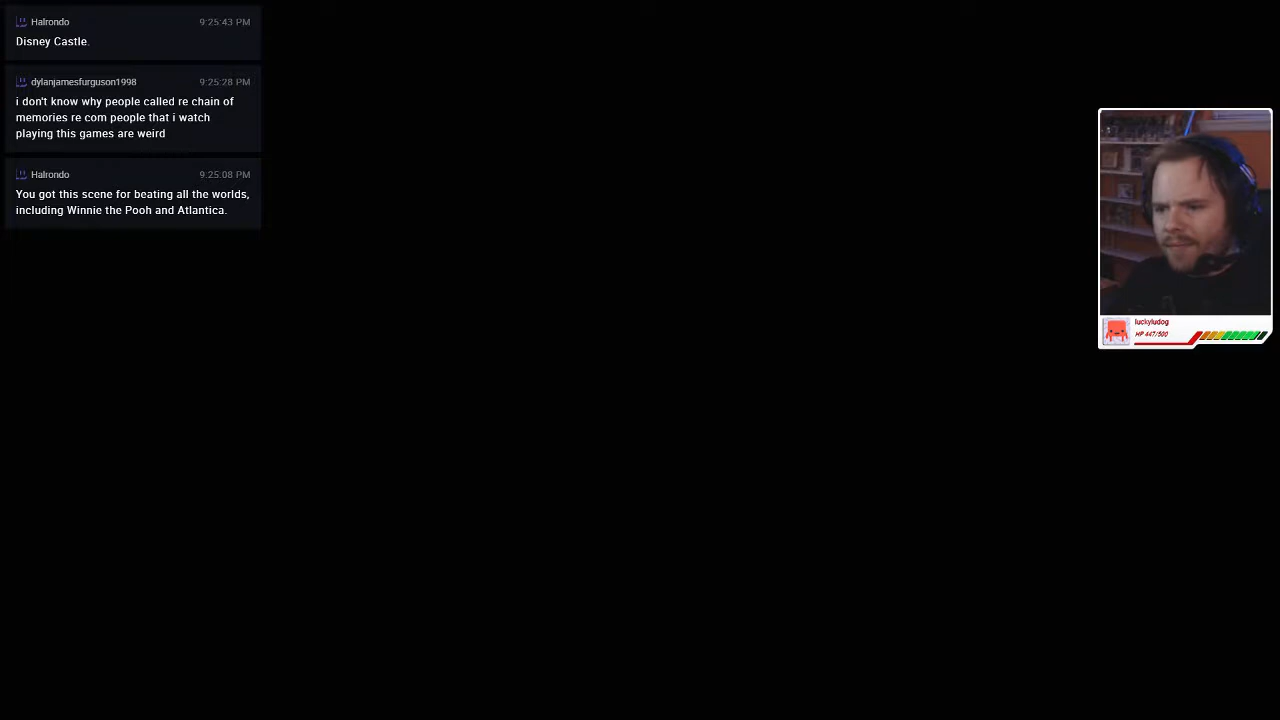 Halrondo 9:25:43 PM
Disney Castle.
dylanjamesfurguson1998 9:25:28 PM
i don't know why people called re chain of
memories re com people that i watch
playing this games are weird
Halrondo 9:25:08 PM
You got this scene for beating all the worlds,
including Winnie the Pooh and Atlantica.
luckyludog
HP 447/500